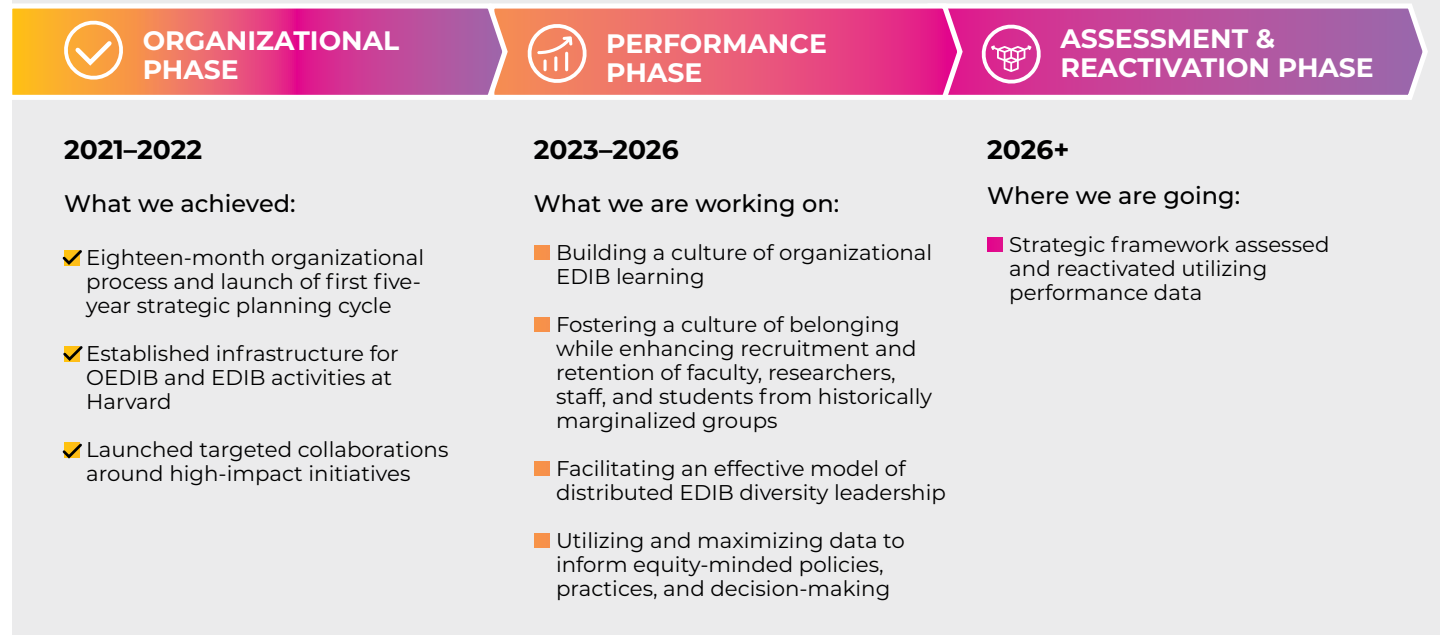 ORGANIZATIONAL
PHASE
PERFORMANCE
PHASE
ASSESSMENT &
REACTIVATION PHASE
2021–2022
What we achieved:
Eighteen-month organizational
process and launch of first five-
year strategic planning cycle
Established infrastructure for
OEDIB and EDIB activities at
Harvard
Launched targeted collaborations
around high-impact initiatives
2023–2026
What we are working on:
Building a culture of organizational
EDIB learning
Fostering a culture of belonging
while enhancing recruitment and
retention of faculty, researchers,
staff, and students from historically
marginalized groups
Facilitating an effective model of
distributed EDIB diversity leadership
Utilizing and maximizing data to
inform equity-minded policies,
practices, and decision-making
2026+
Where we are going:
Strategic framework assessed
and reactivated utilizing
performance data